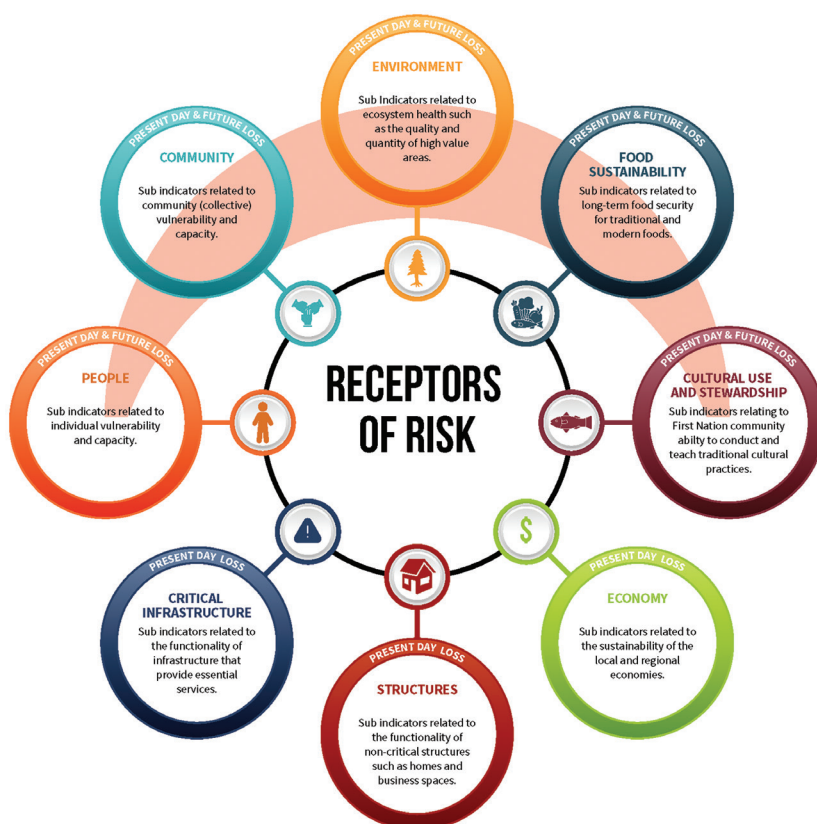 PRESENT DAY & FUTURE LOSS
ENVIRONMENT
Sub Indicators related to
ecosystem health such
as the quality and
quantity of high value
areas.
PRESENT DAY & FUTURE LOSS
COMMUNITY
Sub indicators related to
community (collective)
vulnerability and
capacity.
PRESENT DAY & FUTURE LOSS
FOOD
SUSTAINABILITY
Sub indicators related to
long-term food security
for traditional and
modern foods.
PRESENT DAY & FUTURE LOSS
PEOPLE
Sub indicators related to
individual vulnerability
and capacity.
RECEPTORS
OF RISK
PRESENT DAY & FUTURE LOSS
CULTURAL USE
AND STEWARDSHIP
Sub indicators relating to
First Nation community
abilty to conduct and
teach traditional cultural
practices.
$
PRESENT DAY LOSS
CRITICAL
INFRASTRUCTURE
Sub indicators related to
the functionality of
infrastructure that
provide essential
services.
PRESENT DAY LOSS
STRUCTURES
Sub indicators related to
the functionality of
non-critical structures
such as homes and
business spaces.
PRESENT DAY LOSS
ECONOMY
Sub indicators related to
the sustainability of the
local and regional
economies.